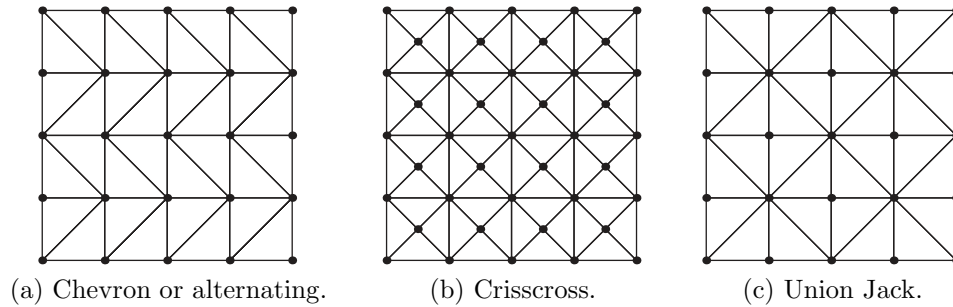 (a) Chevron or alternating.
(b) Crisscross.
(c) Union Jack.